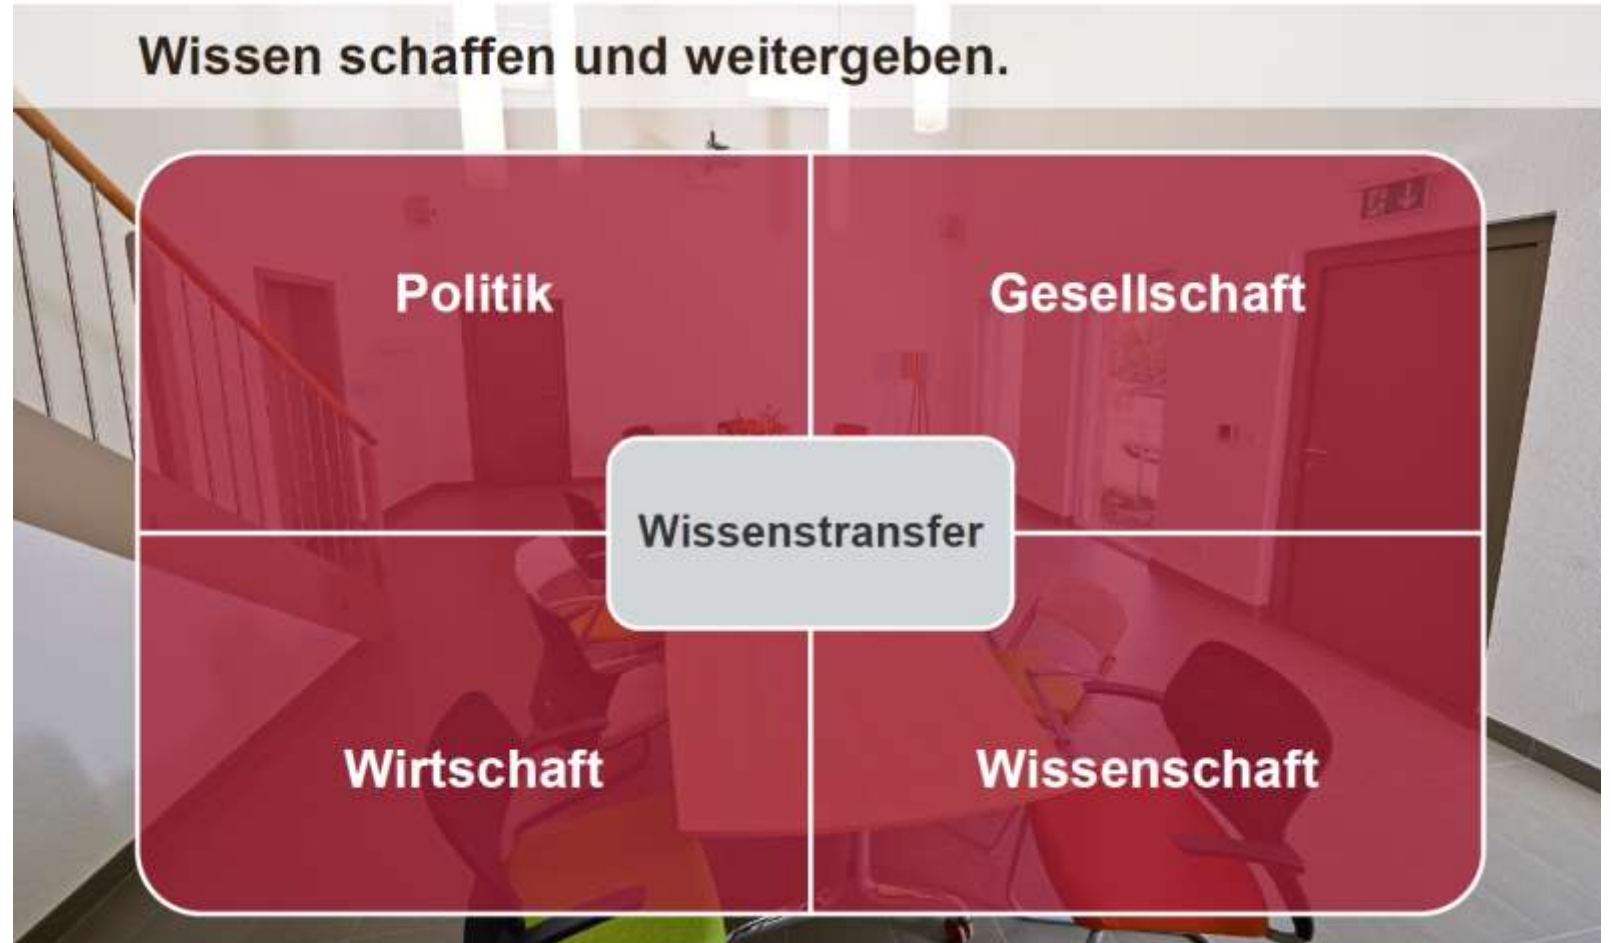 Wissen schaffen und weitergeben.
Politik
Gesellschaft
Wissenstransfer
Wirtschaft
Wissenschaft